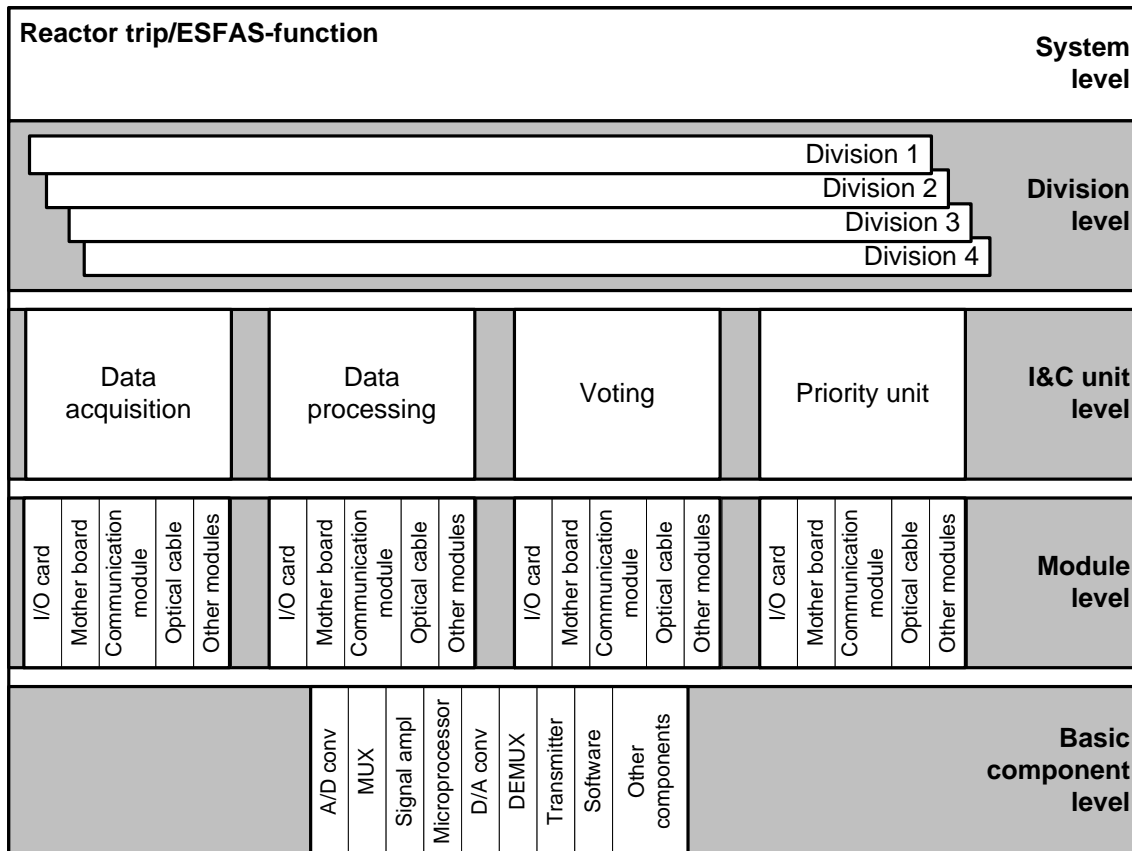 Reactor trip/ESFAS-function
System
level
Division 1
Division 2
Division 3
Division 4
Division
level
Data
acquisition
Data
processing
Voting
Priority unit
I&C unit
level
I/O card
Mother board
Communication
module
Optical cable
Other modules
I/O card
Mother board
Communication
module
Optical cable
Other modules
I/O card
Mother board
Communication
module
Optical cable
Other modules
I/O card
Mother board
Communication
module
Optical cable
Other modules
Module
level
A/D conv
MUX
Signal ampl
Microprocessor
D/A conv
DEMUX
Transmitter
Software
Other
components
Basic
component
level